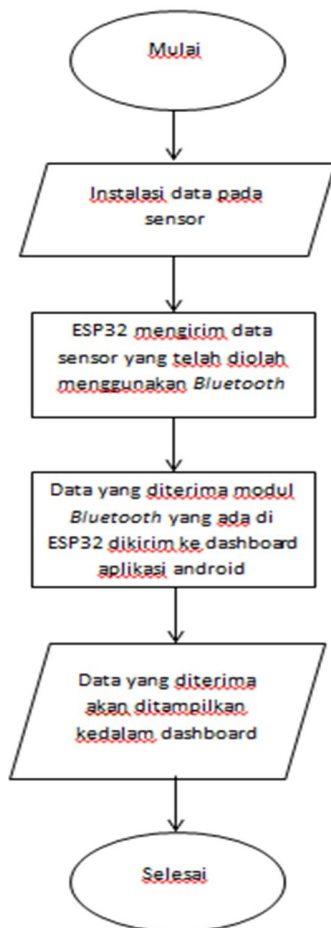 Mulai
Instalasi data pada
sensor
ESP32 mengirim data
sensor yang telah diolah
menggunakan Bluetooth
Data yang diterima modul
Bluetooth yang ada di
ESP32 dikirim ke dashboard
aplikasi android
Data yang diterima
akan ditampilkan
kedalam dashboard
Selesai